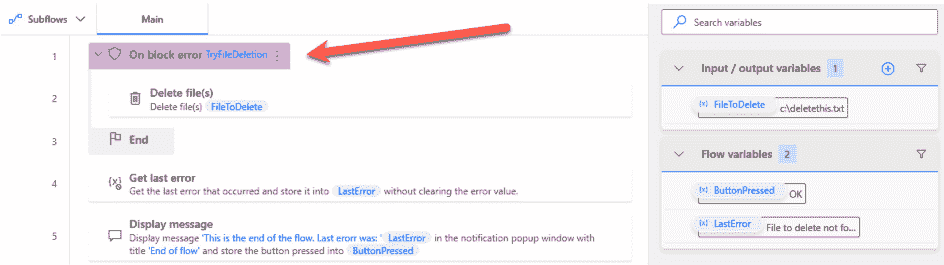 Subflows
Main
1
On block error TryFileDeletion
2
Delete file(s)
Delete file(s) FileToDelete
3
End
4
Get last error
Get the last error that occurred and store it into LastError without clearing the error value.
5
Display message
Display message 'This is the end of the flow. Last erorr was: ' LastError in the notification popup window with
title 'End of flow' and store the button pressed into ButtonPressed
Search variables
Input / output variables 1
FileToDelete c:\deletethis.txt
Flow variables 2
ButtonPressed OK
LastError File to delete not fo...